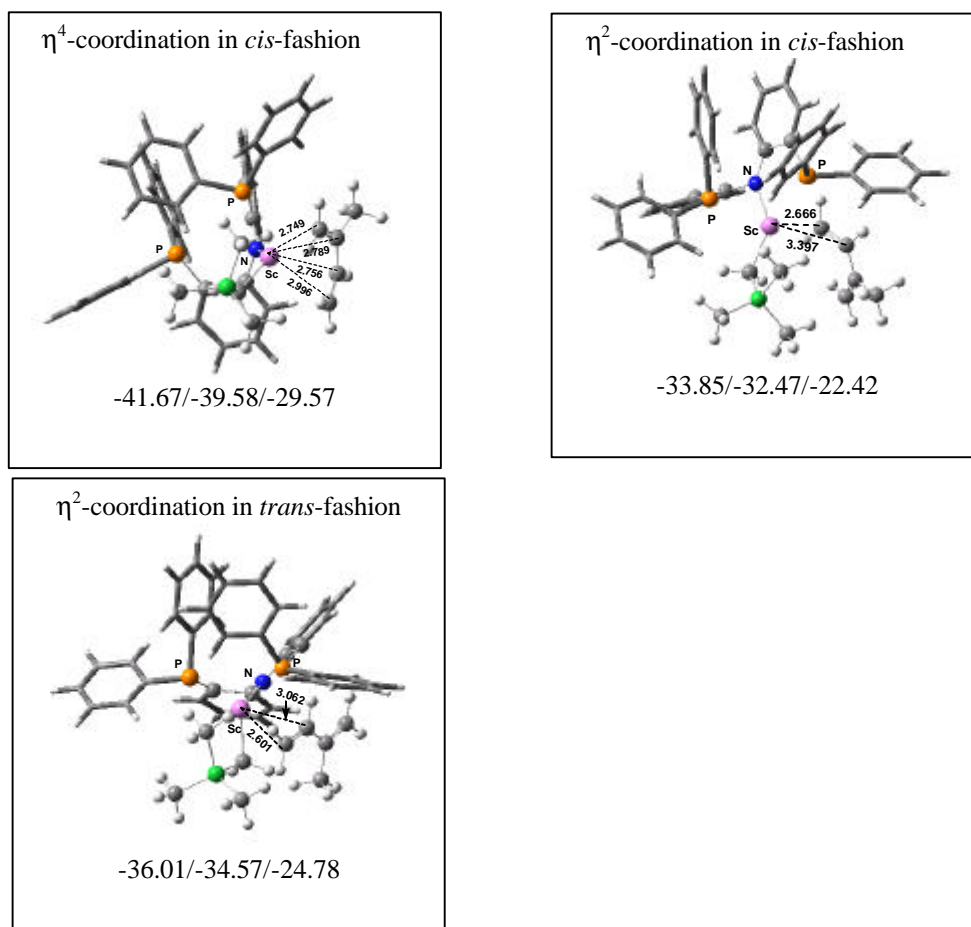 η⁴-coordination in cis-fashion
P
P
N
Sc
2.749
2.789
2.756
2.996
-41.67/-39.58/-29.57
η²-coordination in cis-fashion
N
P
P
Sc
2.666
3.397
-33.85/-32.47/-22.42
η²-coordination in trans-fashion
P
N
P
3.062
Sc
2.601
-36.01/-34.57/-24.78